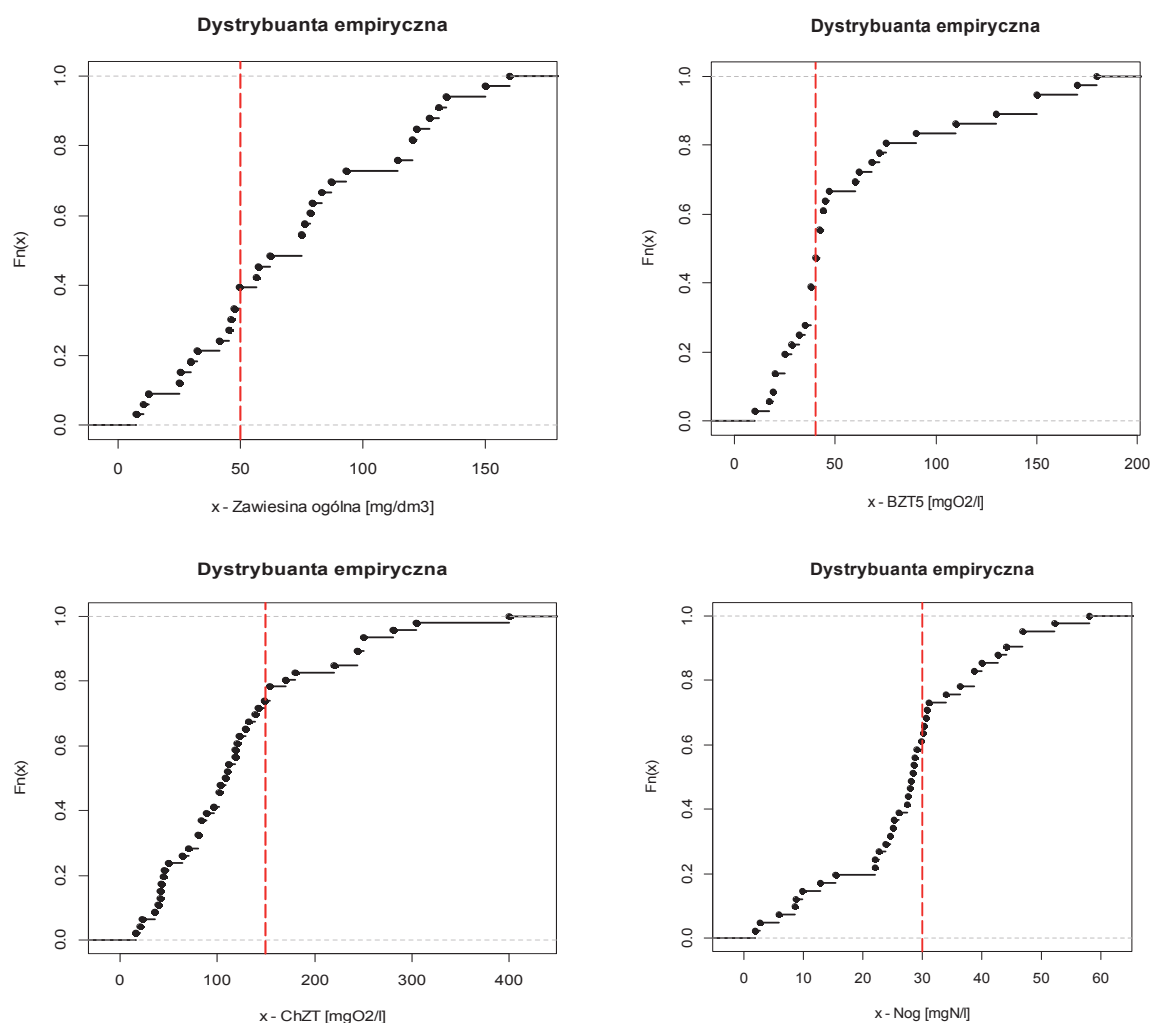 Dystrybuanta empiryczna
Fn(x)
0.0 0.2 0.4 0.6 0.8 1.0
0 50 100 150
x - Zawiesina ogólna [mg/dm3]
Dystrybuanta empiryczna
Fn(x)
0.0 0.2 0.4 0.6 0.8 1.0
0 50 100 150 200
x - BZT5 [mgO2/l]
Dystrybuanta empiryczna
Fn(x)
0.0 0.2 0.4 0.6 0.8 1.0
0 100 200 300 400
x - ChZT [mgO2/l]
Dystrybuanta empiryczna
Fn(x)
0.0 0.2 0.4 0.6 0.8 1.0
0 10 20 30 40 50 60
x - Nog [mgN/l]